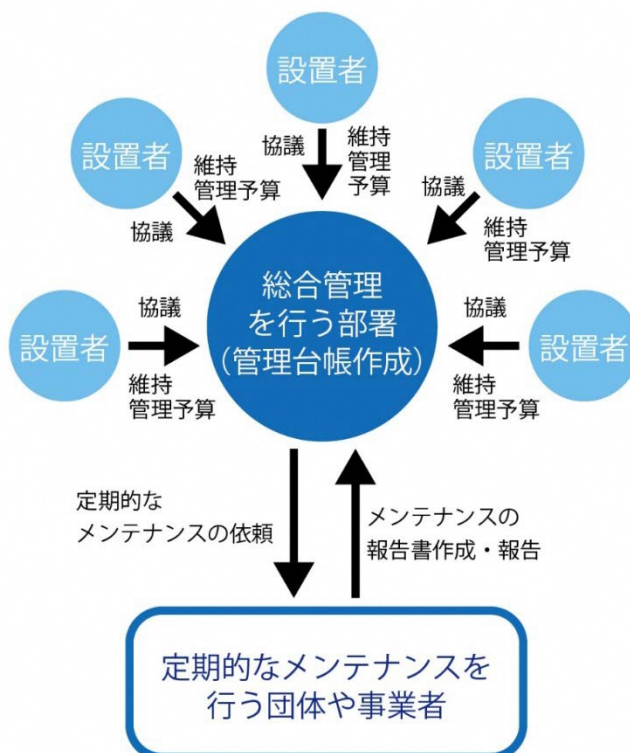 設置者
協議
維持
管理
予算
設置者
維持
管理予算
協議
設置者
協議
維持
管理予算
設置者
協議
維持
管理予算
設置者
協議
維持
管理予算
総合管理
を行う部署
(管理台帳作成)
定期的な
メンテナンスの依頼
メンテナンスの
報告書作成・報告
定期的なメンテナンスを
行う団体や事業者